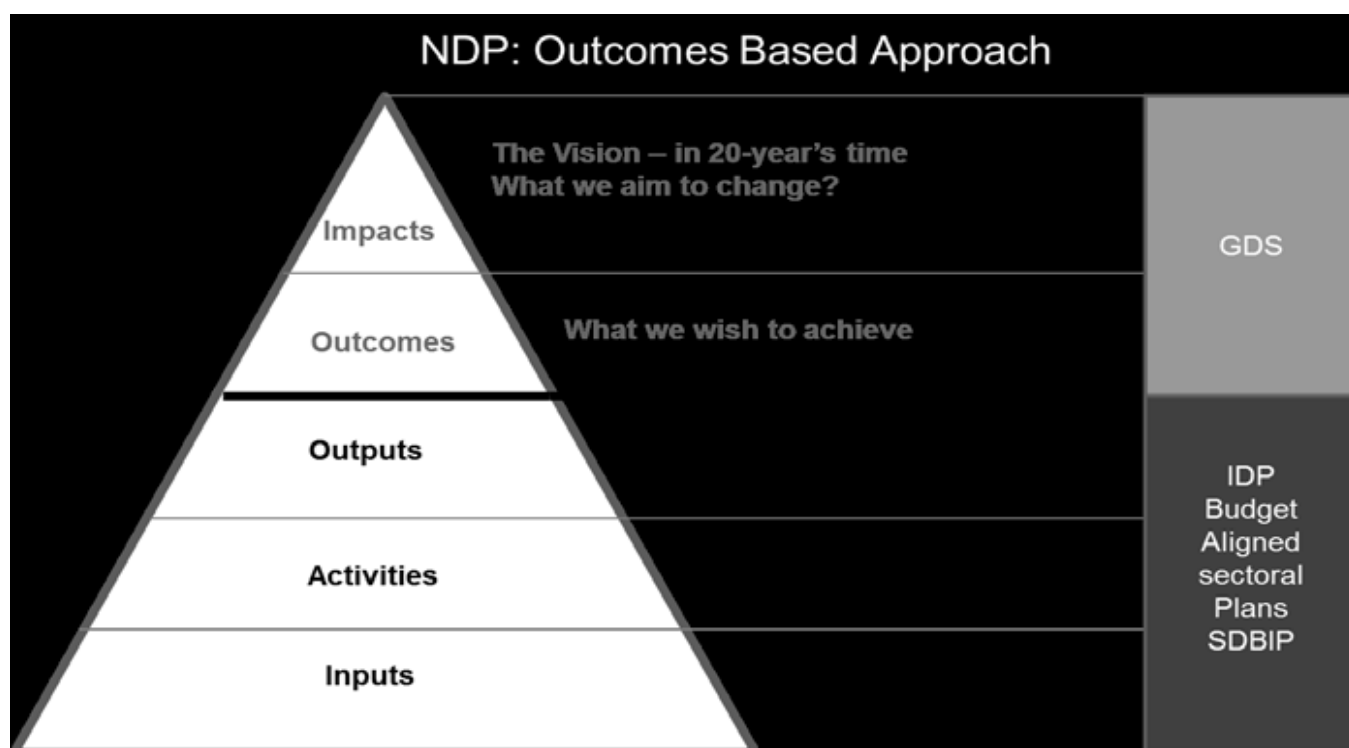 NDP: Outcomes Based Approach
The Vision – in 20-year's time
What we aim to change?
Impacts
GDS
What we wish to achieve
Outcomes
Outputs
IDP
Budget
Aligned
sectoral
Plans
SDBIP
Activities
Inputs